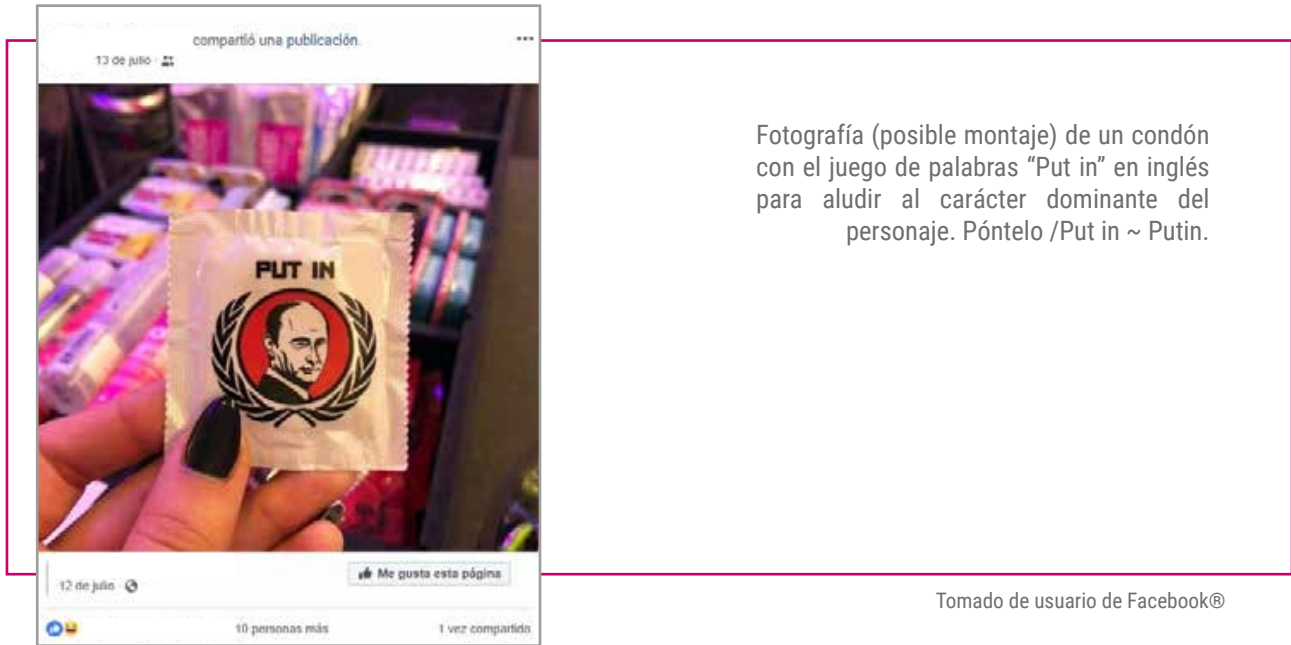 compartió una publicación.
13 de julio
PUT IN
12 de julio
Me gusta esta página
10 personas más
1 vez compartido
Fotografía (posible montaje) de un condón
con el juego de palabras “Put in” en inglés
para aludir al carácter dominante del
personaje. Póntelo /Put in ~ Putin.
Tomado de usuario de Facebook®